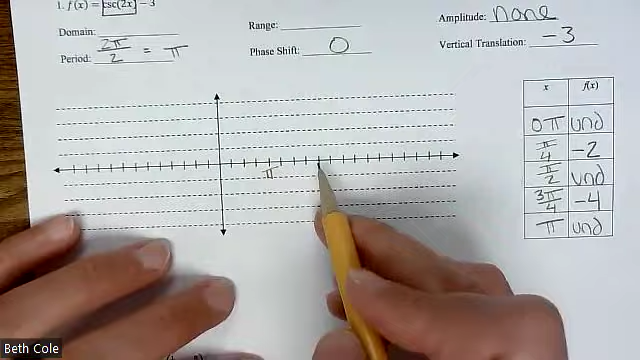 1. f(x) = csc(2x) − 3
Domain:
Range:
Amplitude: none
Period: 2π/2 = π
Phase Shift: 0
Vertical Translation: −3
x f(x)
0π und
π/4 −2
π/2 und
3π/4 −4
π und
π
Beth Cole